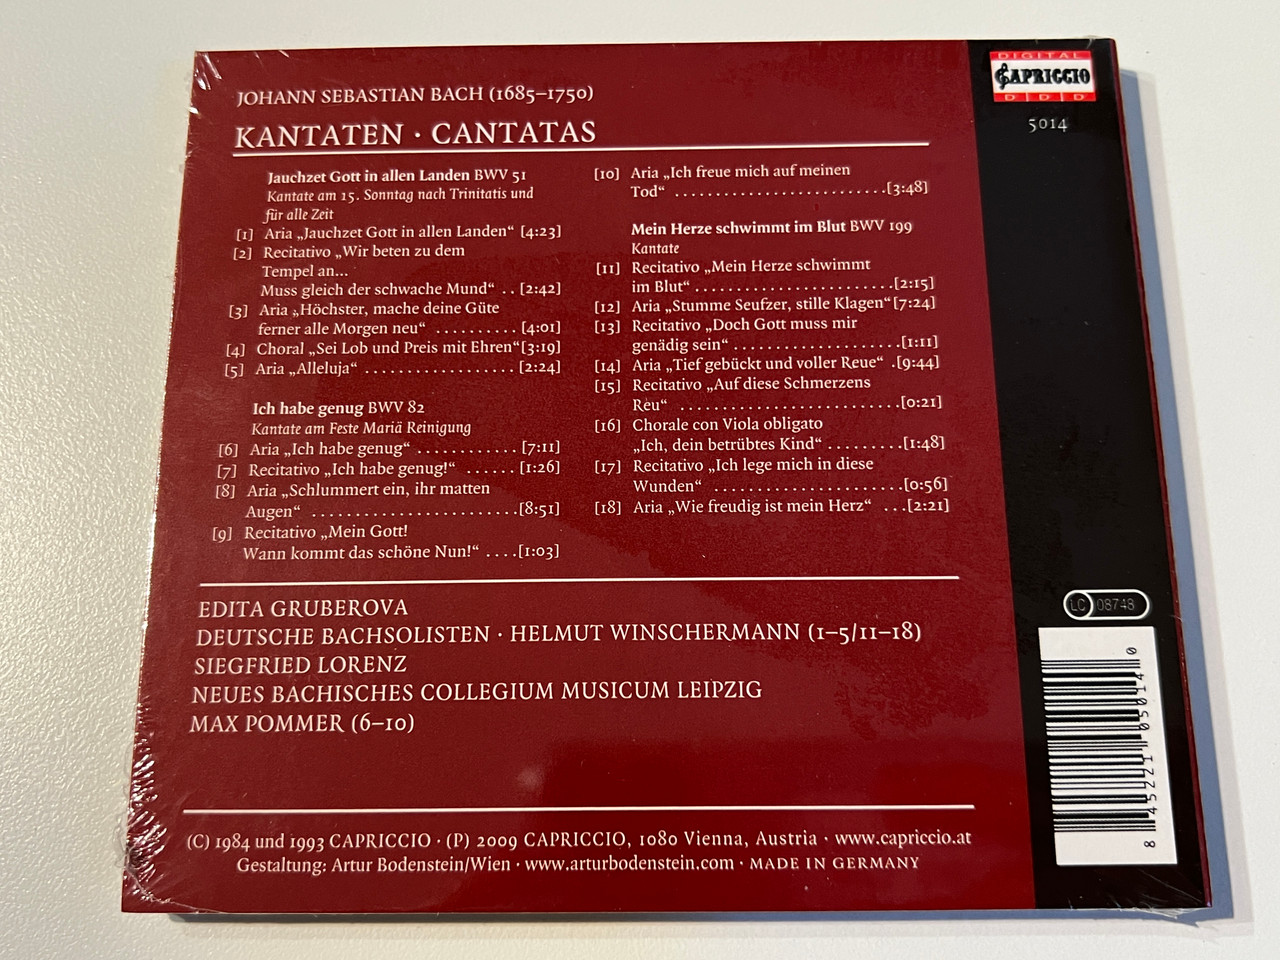 JOHANN SEBASTIAN BACH (1685–1750)
KANTATEN · CANTATAS
Jauchzet Gott in allen Landen BWV 51
Kantate am 15. Sonntag nach Trinitatis und
für alle Zeit
[1] Aria „Jauchzet Gott in allen Landen“ [4:23]
[2] Recitativo „Wir beten zu dem
Tempel an...
Muss gleich der schwache Mund“ . . [2:42]
[3] Aria „Höchster, mache deine Güte
ferner alle Morgen neu“ . . . . . . . . . . [4:01]
[4] Choral „Sei Lob und Preis mit Ehren“[3:19]
[5] Aria „Alleluja“ . . . . . . . . . . . . . . . . . . [2:24]
Ich habe genug BWV 82
Kantate am Feste Mariä Reinigung
[6] Aria „Ich habe genug“ . . . . . . . . . . . . [7:11]
[7] Recitativo „Ich habe genug!“ . . . . . . [1:26]
[8] Aria „Schlummert ein, ihr matten
Augen“ . . . . . . . . . . . . . . . . . . . . . . . . .[8:51]
[9] Recitativo „Mein Gott!
Wann kommt das schöne Nun!“ . . . .[1:03]
[10] Aria „Ich freue mich auf meinen
Tod“ . . . . . . . . . . . . . . . . . . . . . . . . . .[3:48]
Mein Herze schwimmt im Blut BWV 199
Kantate
[11] Recitativo „Mein Herze schwimmt
im Blut“ . . . . . . . . . . . . . . . . . . . . . . . .[2:15]
[12] Aria „Stumme Seufzer, stille Klagen“[7:24]
[13] Recitativo „Doch Gott muss mir
genädig sein“ . . . . . . . . . . . . . . . . . . . .[1:11]
[14] Aria „Tief gebückt und voller Reue“ .[9:44]
[15] Recitativo „Auf diese Schmerzens
Reu“ . . . . . . . . . . . . . . . . . . . . . . . . . .[0:21]
[16] Chorale con Viola obligato
„Ich, dein betrübtes Kind“ . . . . . . . . .[1:48]
[17] Recitativo „Ich lege mich in diese
Wunden“ . . . . . . . . . . . . . . . . . . . . . . .[0:56]
[18] Aria „Wie freudig ist mein Herz“ . . .[2:21]
EDITA GRUBEROVA
DEUTSCHE BACHSOLISTEN · HELMUT WINSCHERMANN (1–5/11–18)
SIEGFRIED LORENZ
NEUES BACHISCHES COLLEGIUM MUSICUM LEIPZIG
MAX POMMER (6–10)
(C) 1984 und 1993 CAPRICCIO · (P) 2009 CAPRICCIO, 1080 Vienna, Austria · www.capriccio.at
Gestaltung: Artur Bodenstein/Wien · www.arturbodenstein.com · MADE IN GERMANY
DIGITAL
CAPRICCIO
D D D
5014
LC 08748
8 45221 05014 0